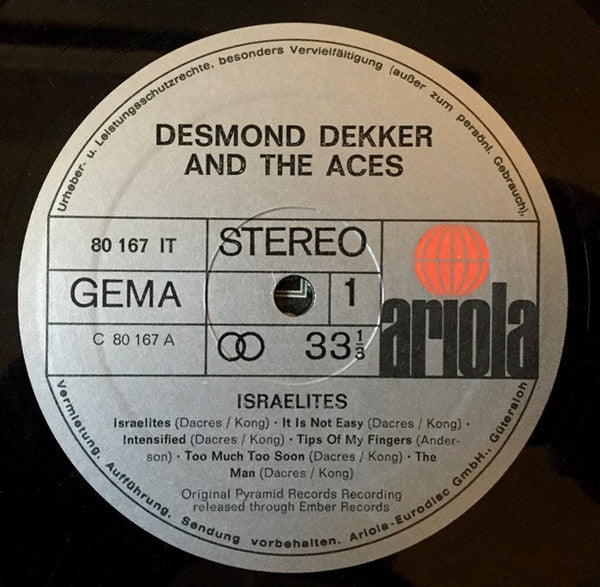 Urheber- u. Leistungsschutzrechte, besonders Vervielfältigung (außer zum persönl. Gebrauch),
DESMOND DEKKER
AND THE ACES
80 167 IT
STEREO
GEMA
1
C 80 167 A
33 1/3
ariola
ISRAELITES
Israelites (Dacres / Kong) · It Is Not Easy (Dacres / Kong) ·
Intensified (Dacres / Kong) · Tips Of My Fingers (Ander-
son) · Too Much Too Soon (Dacres / Kong) · The
Man (Dacres / Kong)
Original Pyramid Records Recording
released through Ember Records
Vermietung, Aufführung, Sendung vorbehalten. Ariola-Eurodisc GmbH., Gütersloh